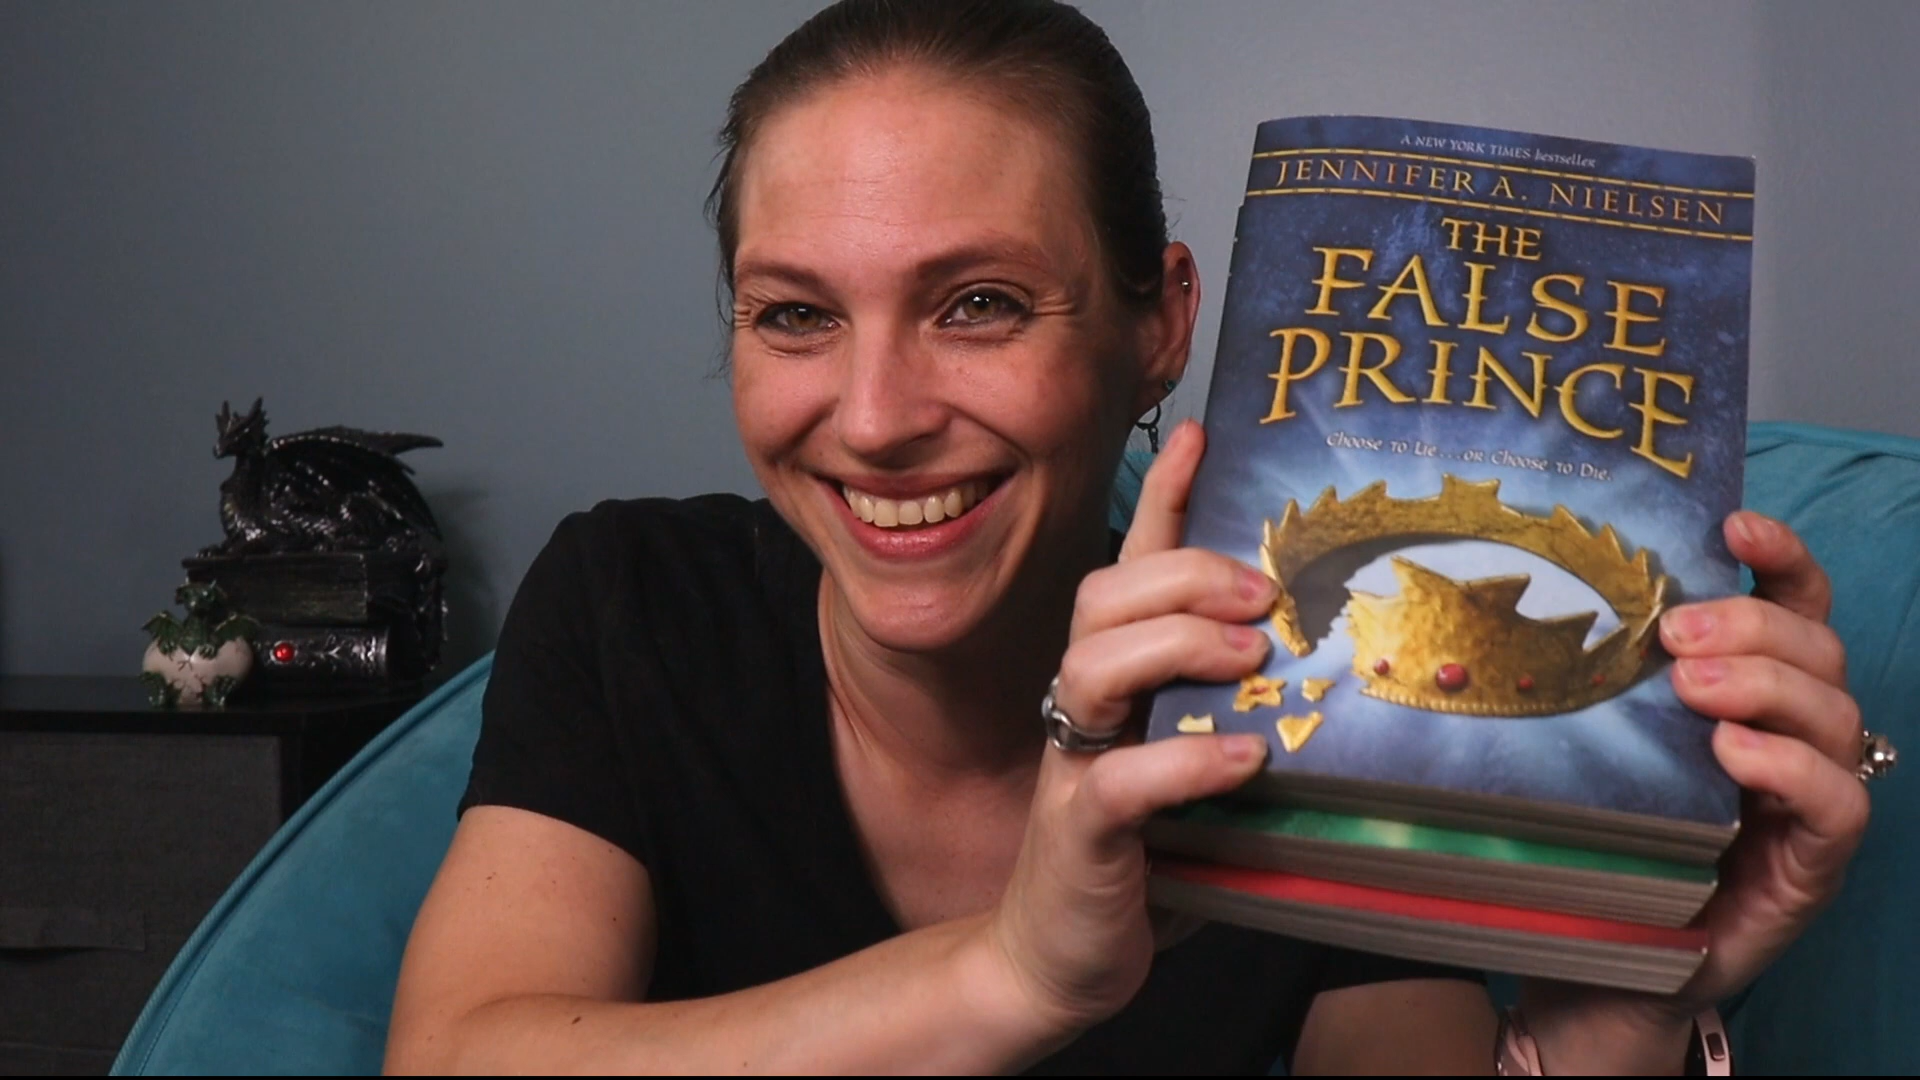 A NEW YORK TIMES bestseller
JENNIFER A. NIELSEN
THE
FALSE
PRINCE
Choose to Lie...or Choose to Die.